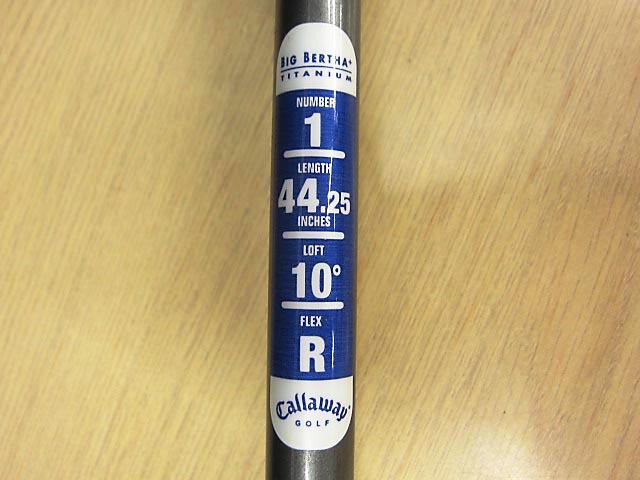 BIG BERTHA+
TITANIUM
NUMBER
1
LENGTH
44.25
INCHES
LOFT
10°
FLEX
R
Callaway
GOLF